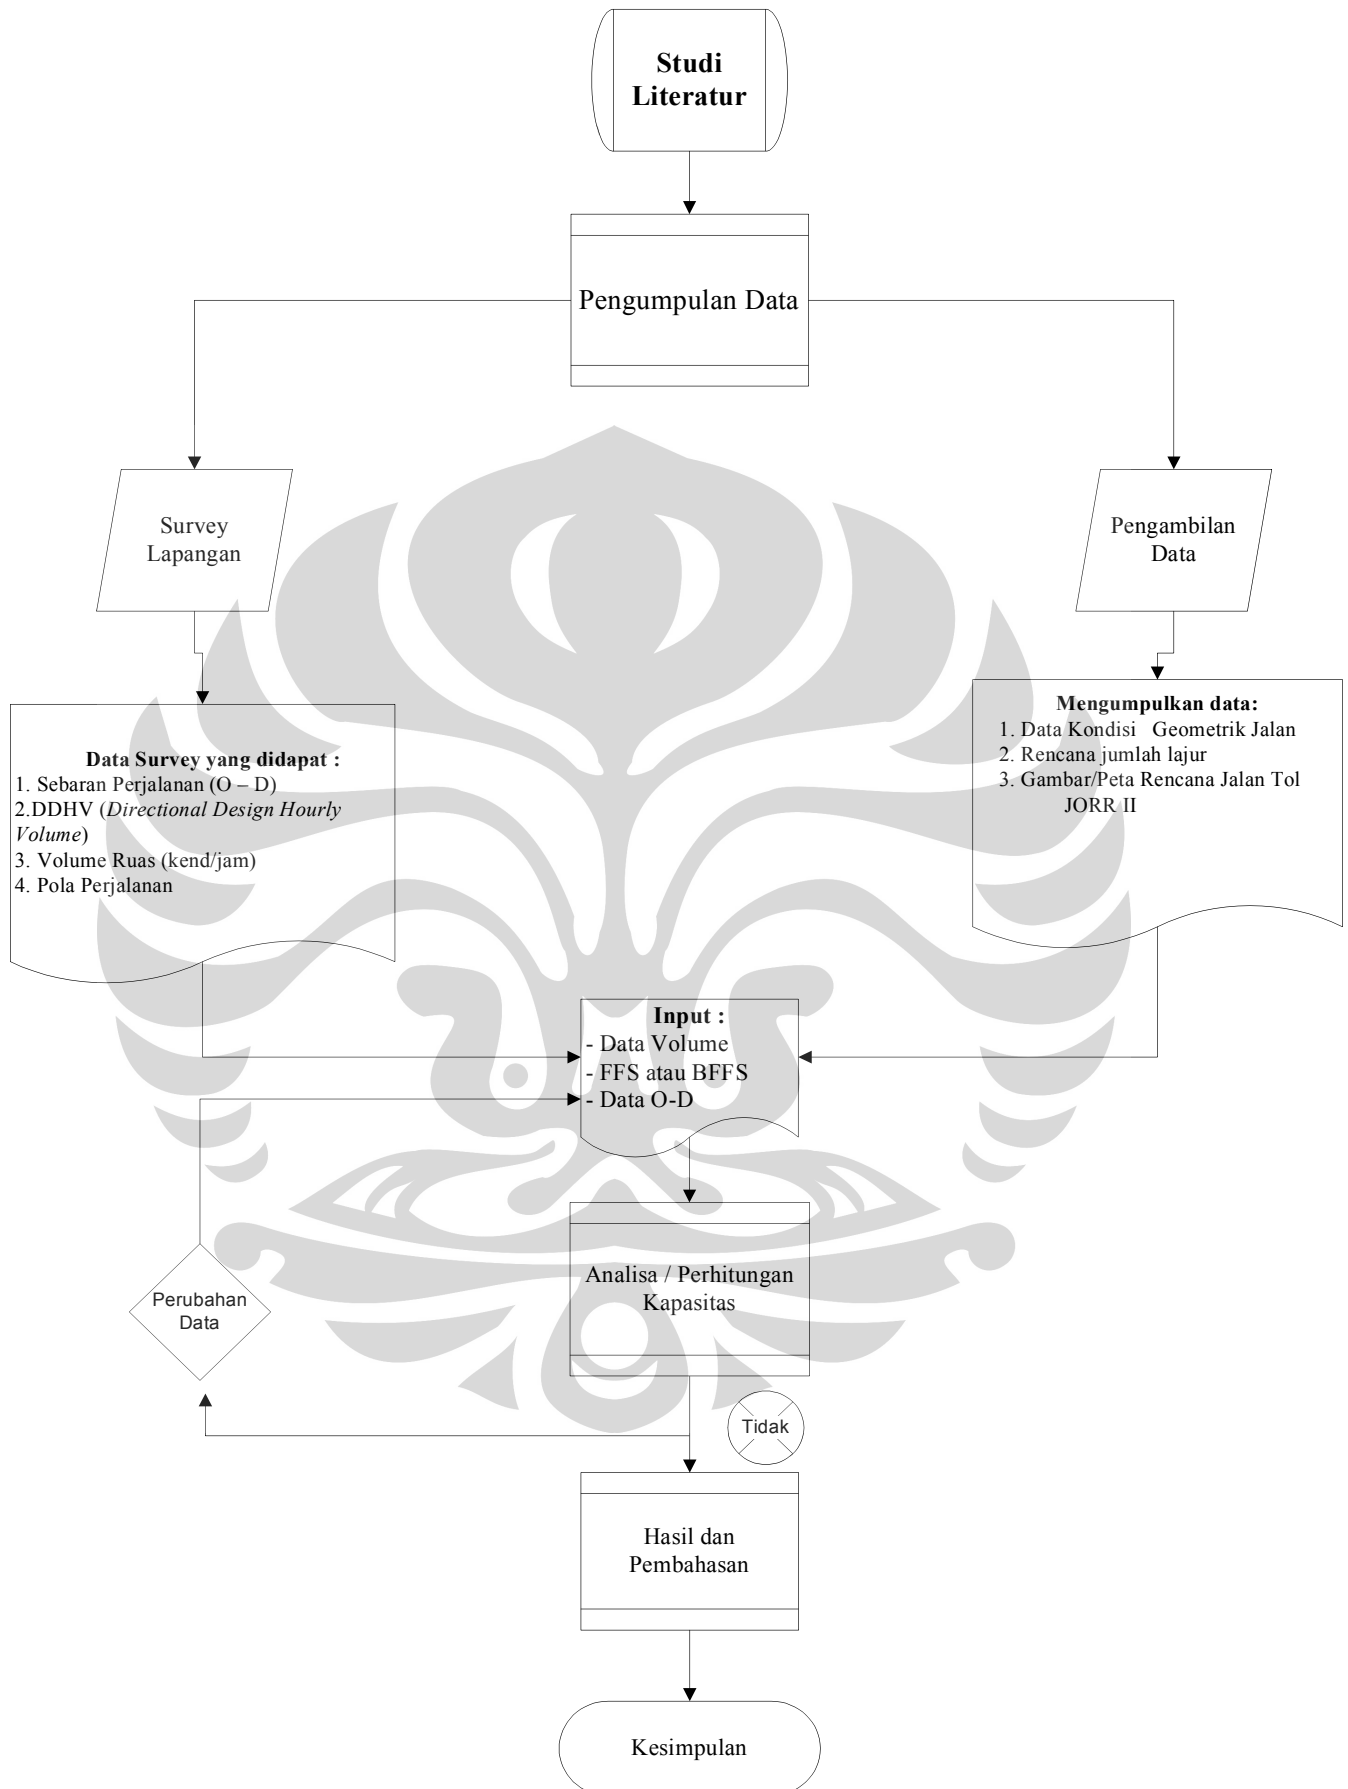 Studi
Literatur
Pengumpulan Data
Survey
Lapangan
Pengambilan
Data
Data Survey yang didapat :
1. Sebaran Perjalanan (O – D)
2.DDHV (Directional Design Hourly
Volume)
3. Volume Ruas (kend/jam)
4. Pola Perjalanan
Mengumpulkan data:
1. Data Kondisi Geometrik Jalan
2. Rencana jumlah lajur
3. Gambar/Peta Rencana Jalan Tol
JORR II
Input :
- Data Volume
- FFS atau BFFS
- Data O-D
Analisa / Perhitungan
Kapasitas
Perubahan
Data
Tidak
Hasil dan
Pembahasan
Kesimpulan